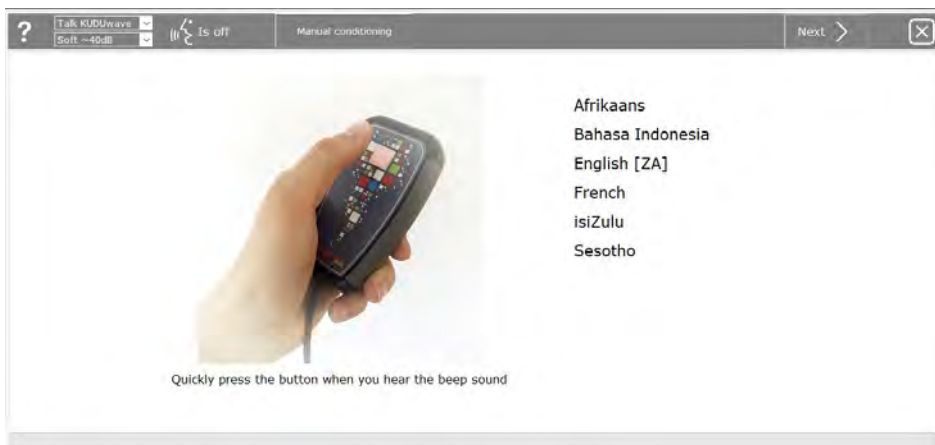 ?
Talk KUDUwave
Soft ~40dB
Is off
Manual conditioning
Next
Afrikaans
Bahasa Indonesia
English [ZA]
French
isiZulu
Sesotho
Quickly press the button when you hear the beep sound